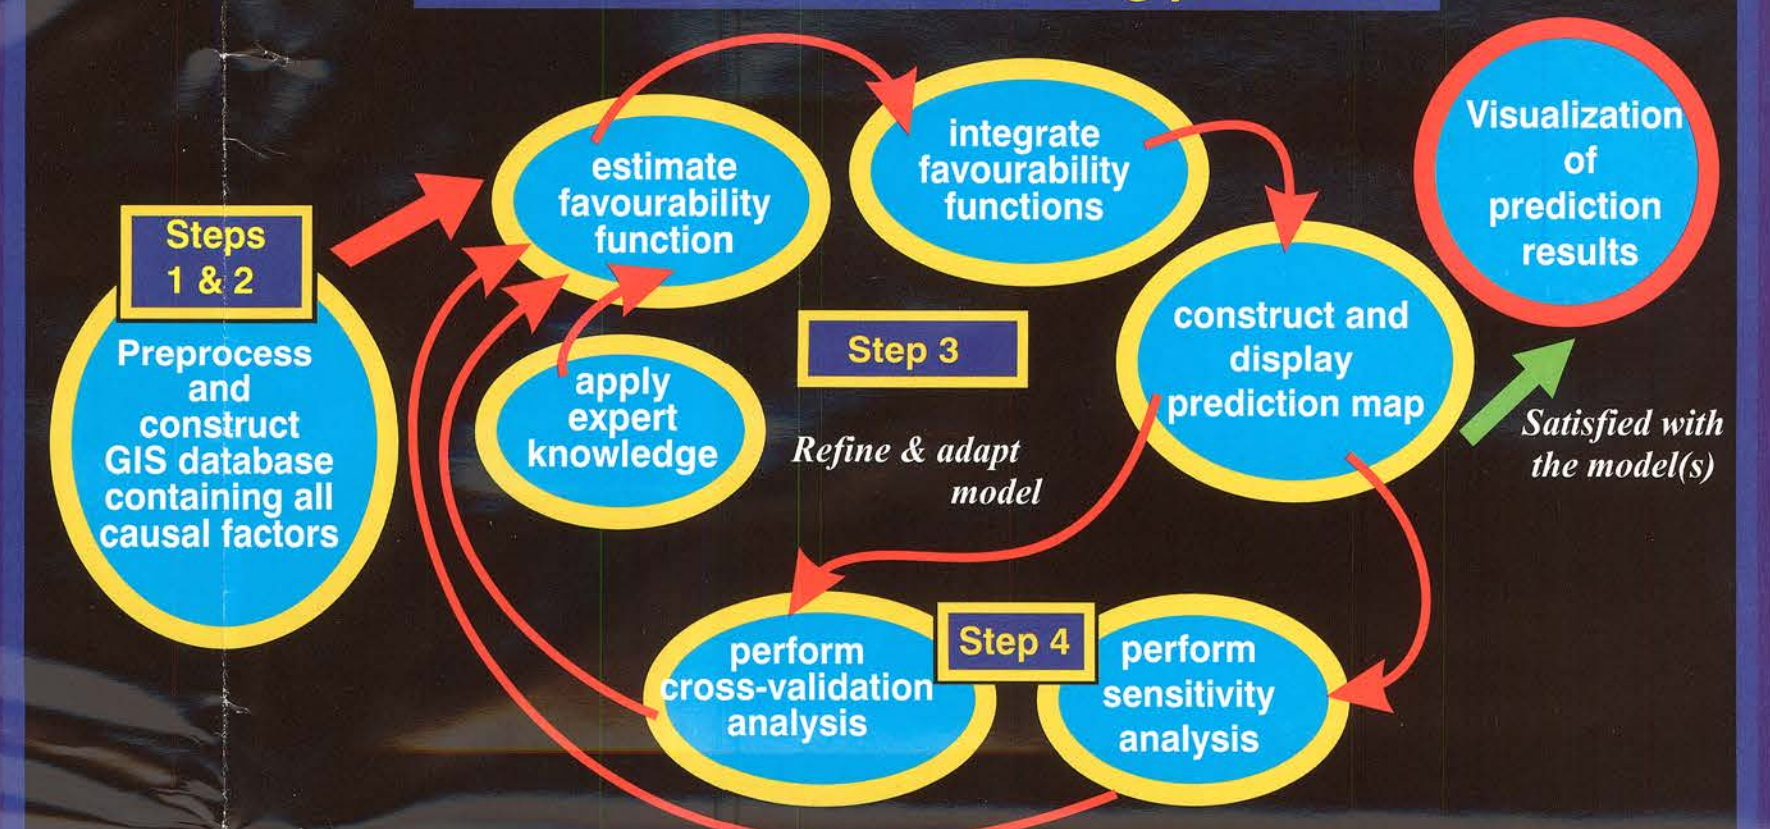 Steps
1 & 2
Preprocess
and
construct
GIS database
containing all
causal factors
estimate
favourability
function
integrate
favourability
functions
Visualization
of
prediction
results
construct and
display
prediction map
Step 3
apply
expert
knowledge
Refine & adapt
model
Satisfied with
the model(s)
perform
cross-validation
analysis
Step 4
perform
sensitivity
analysis